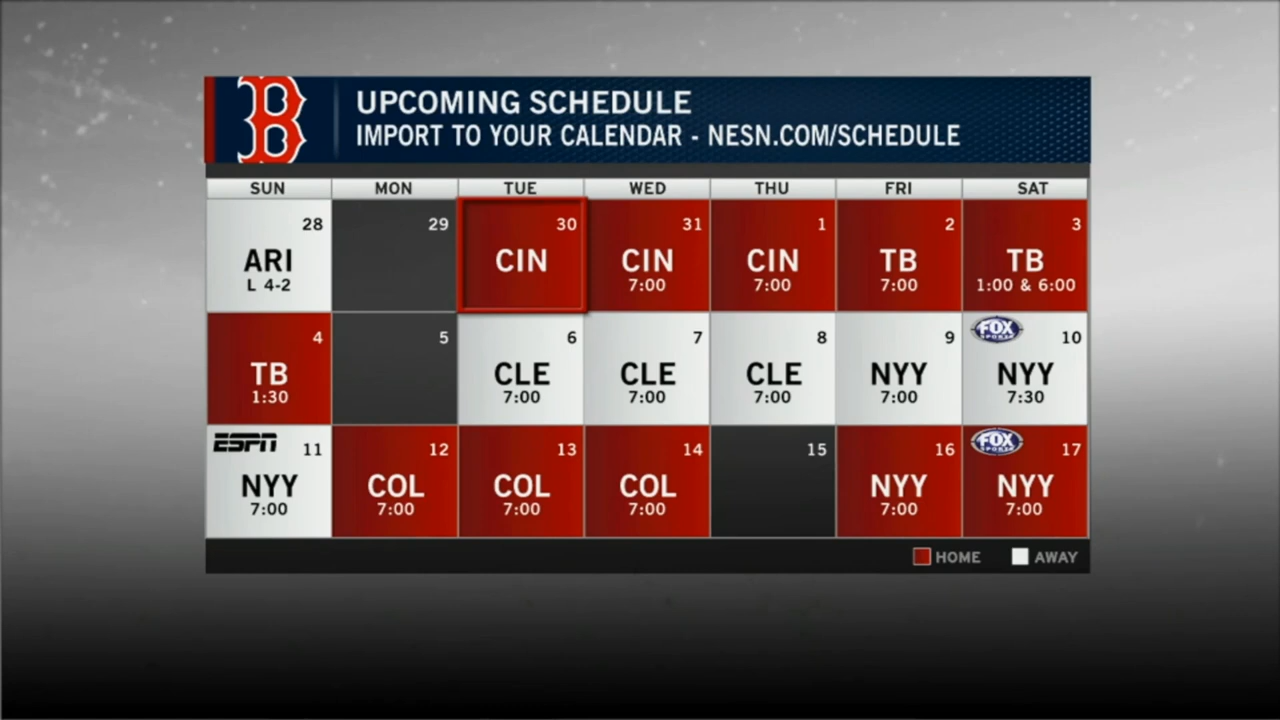 B
UPCOMING SCHEDULE
IMPORT TO YOUR CALENDAR - NESN.COM/SCHEDULE
SUN MON TUE WED THU FRI SAT
28 29 30 31 1 2 3
ARI CIN CIN CIN TB TB
L 4-2 7:00 7:00 7:00 1:00 & 6:00
4 5 6 7 8 9 FOX SPORTS 10
TB CLE CLE CLE NYY NYY
1:30 7:00 7:00 7:00 7:00 7:30
ESPN 11 12 13 14 15 16 FOX SPORTS 17
NYY COL COL COL NYY NYY
7:00 7:00 7:00 7:00 7:00 7:00
HOME AWAY